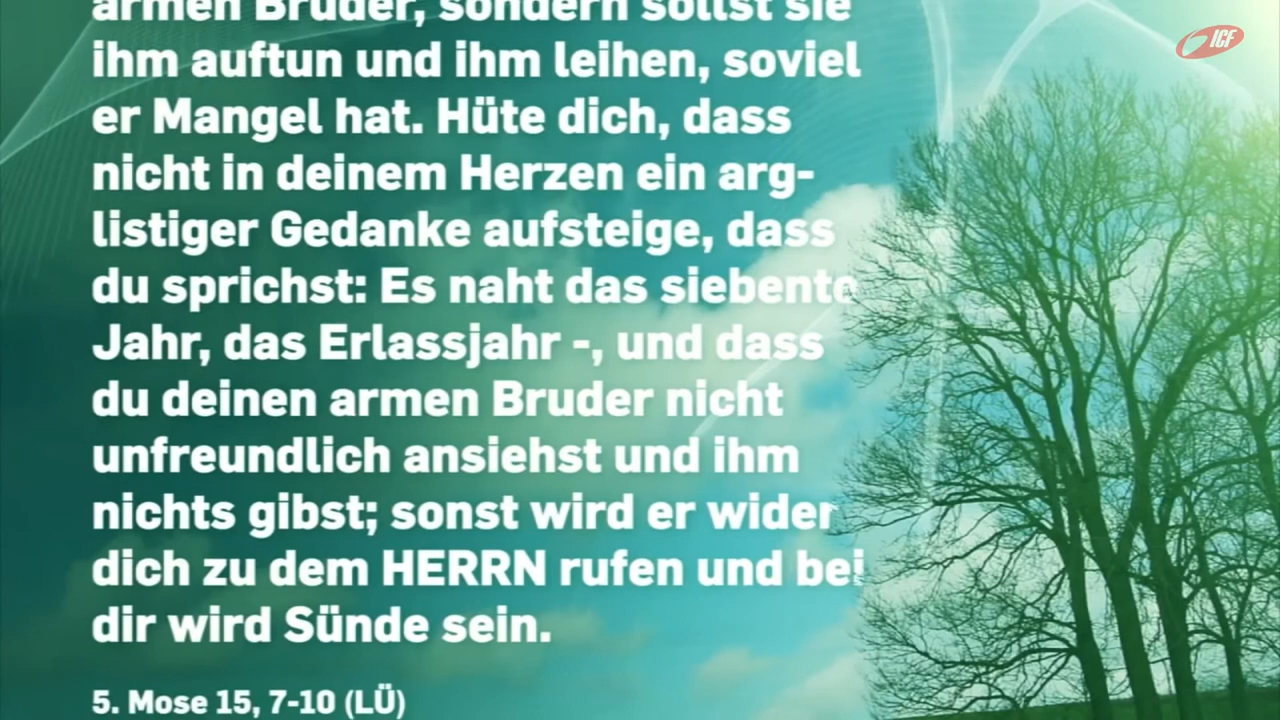 armen Bruder, sondern sollst sie
ihm auftun und ihm leihen, soviel
er Mangel hat. Hüte dich, dass
nicht in deinem Herzen ein arg-
listiger Gedanke aufsteige, dass
du sprichst: Es naht das siebente
Jahr, das Erlassjahr -, und dass
du deinen armen Bruder nicht
unfreundlich ansiehst und ihm
nichts gibst; sonst wird er wider
dich zu dem HERRN rufen und bei
dir wird Sünde sein.
5. Mose 15, 7-10 (LÜ)
ICF